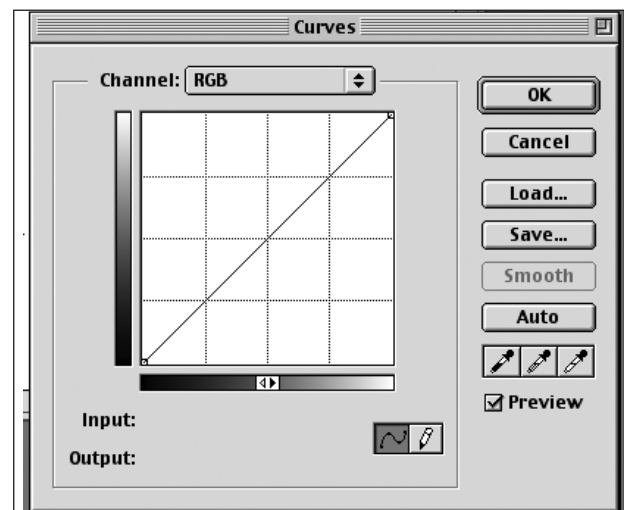 Curves
Channel: RGB
OK
Cancel
Load...
Save...
Smooth
Auto
Preview
Input:
Output: